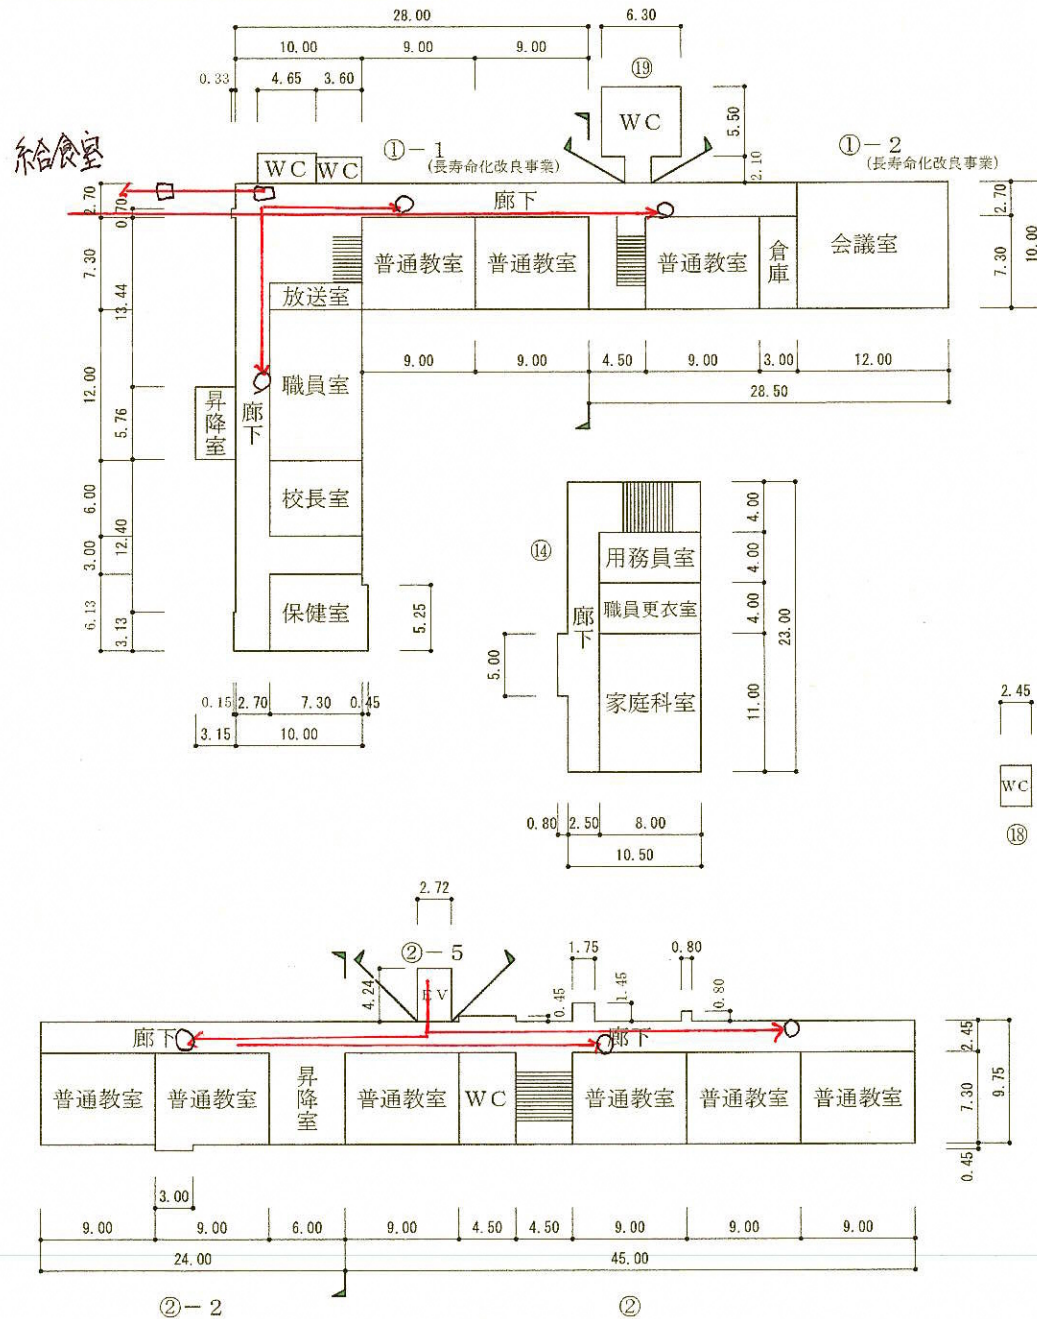 28.00
6.30
10.00
9.00
9.00
⑲
0.33
4.65
3.60
WC
5.50
給食室
①-1
(長寿命化改良事業)
①-2
(長寿命化改良事業)
WC
WC
2.10
2.70
0.70
廊下
2.70
7.30
普通教室
普通教室
普通教室
倉庫
会議室
7.30
10.00
放送室
13.44
9.00
9.00
4.50
9.00
3.00
12.00
28.50
12.00
職員室
昇降室
廊下
5.76
6.00
校長室
3.00
12.40
6.13
3.13
保健室
5.25
0.15
2.70
7.30
0.45
3.15
10.00
⑭
用務員室
職員更衣室
廊下
家庭科室
4.00
4.00
4.00
11.00
23.00
5.00
0.80
2.50
8.00
10.50
2.45
WC
⑱
2.72
②-5
1.75
0.80
4.24
EV
0.45
1.45
0.80
廊下
廊下
2.45
普通教室
普通教室
昇降室
普通教室
WC
普通教室
普通教室
普通教室
7.30
9.75
0.45
3.00
9.00
9.00
6.00
9.00
4.50
4.50
9.00
9.00
9.00
24.00
45.00
②-2
②